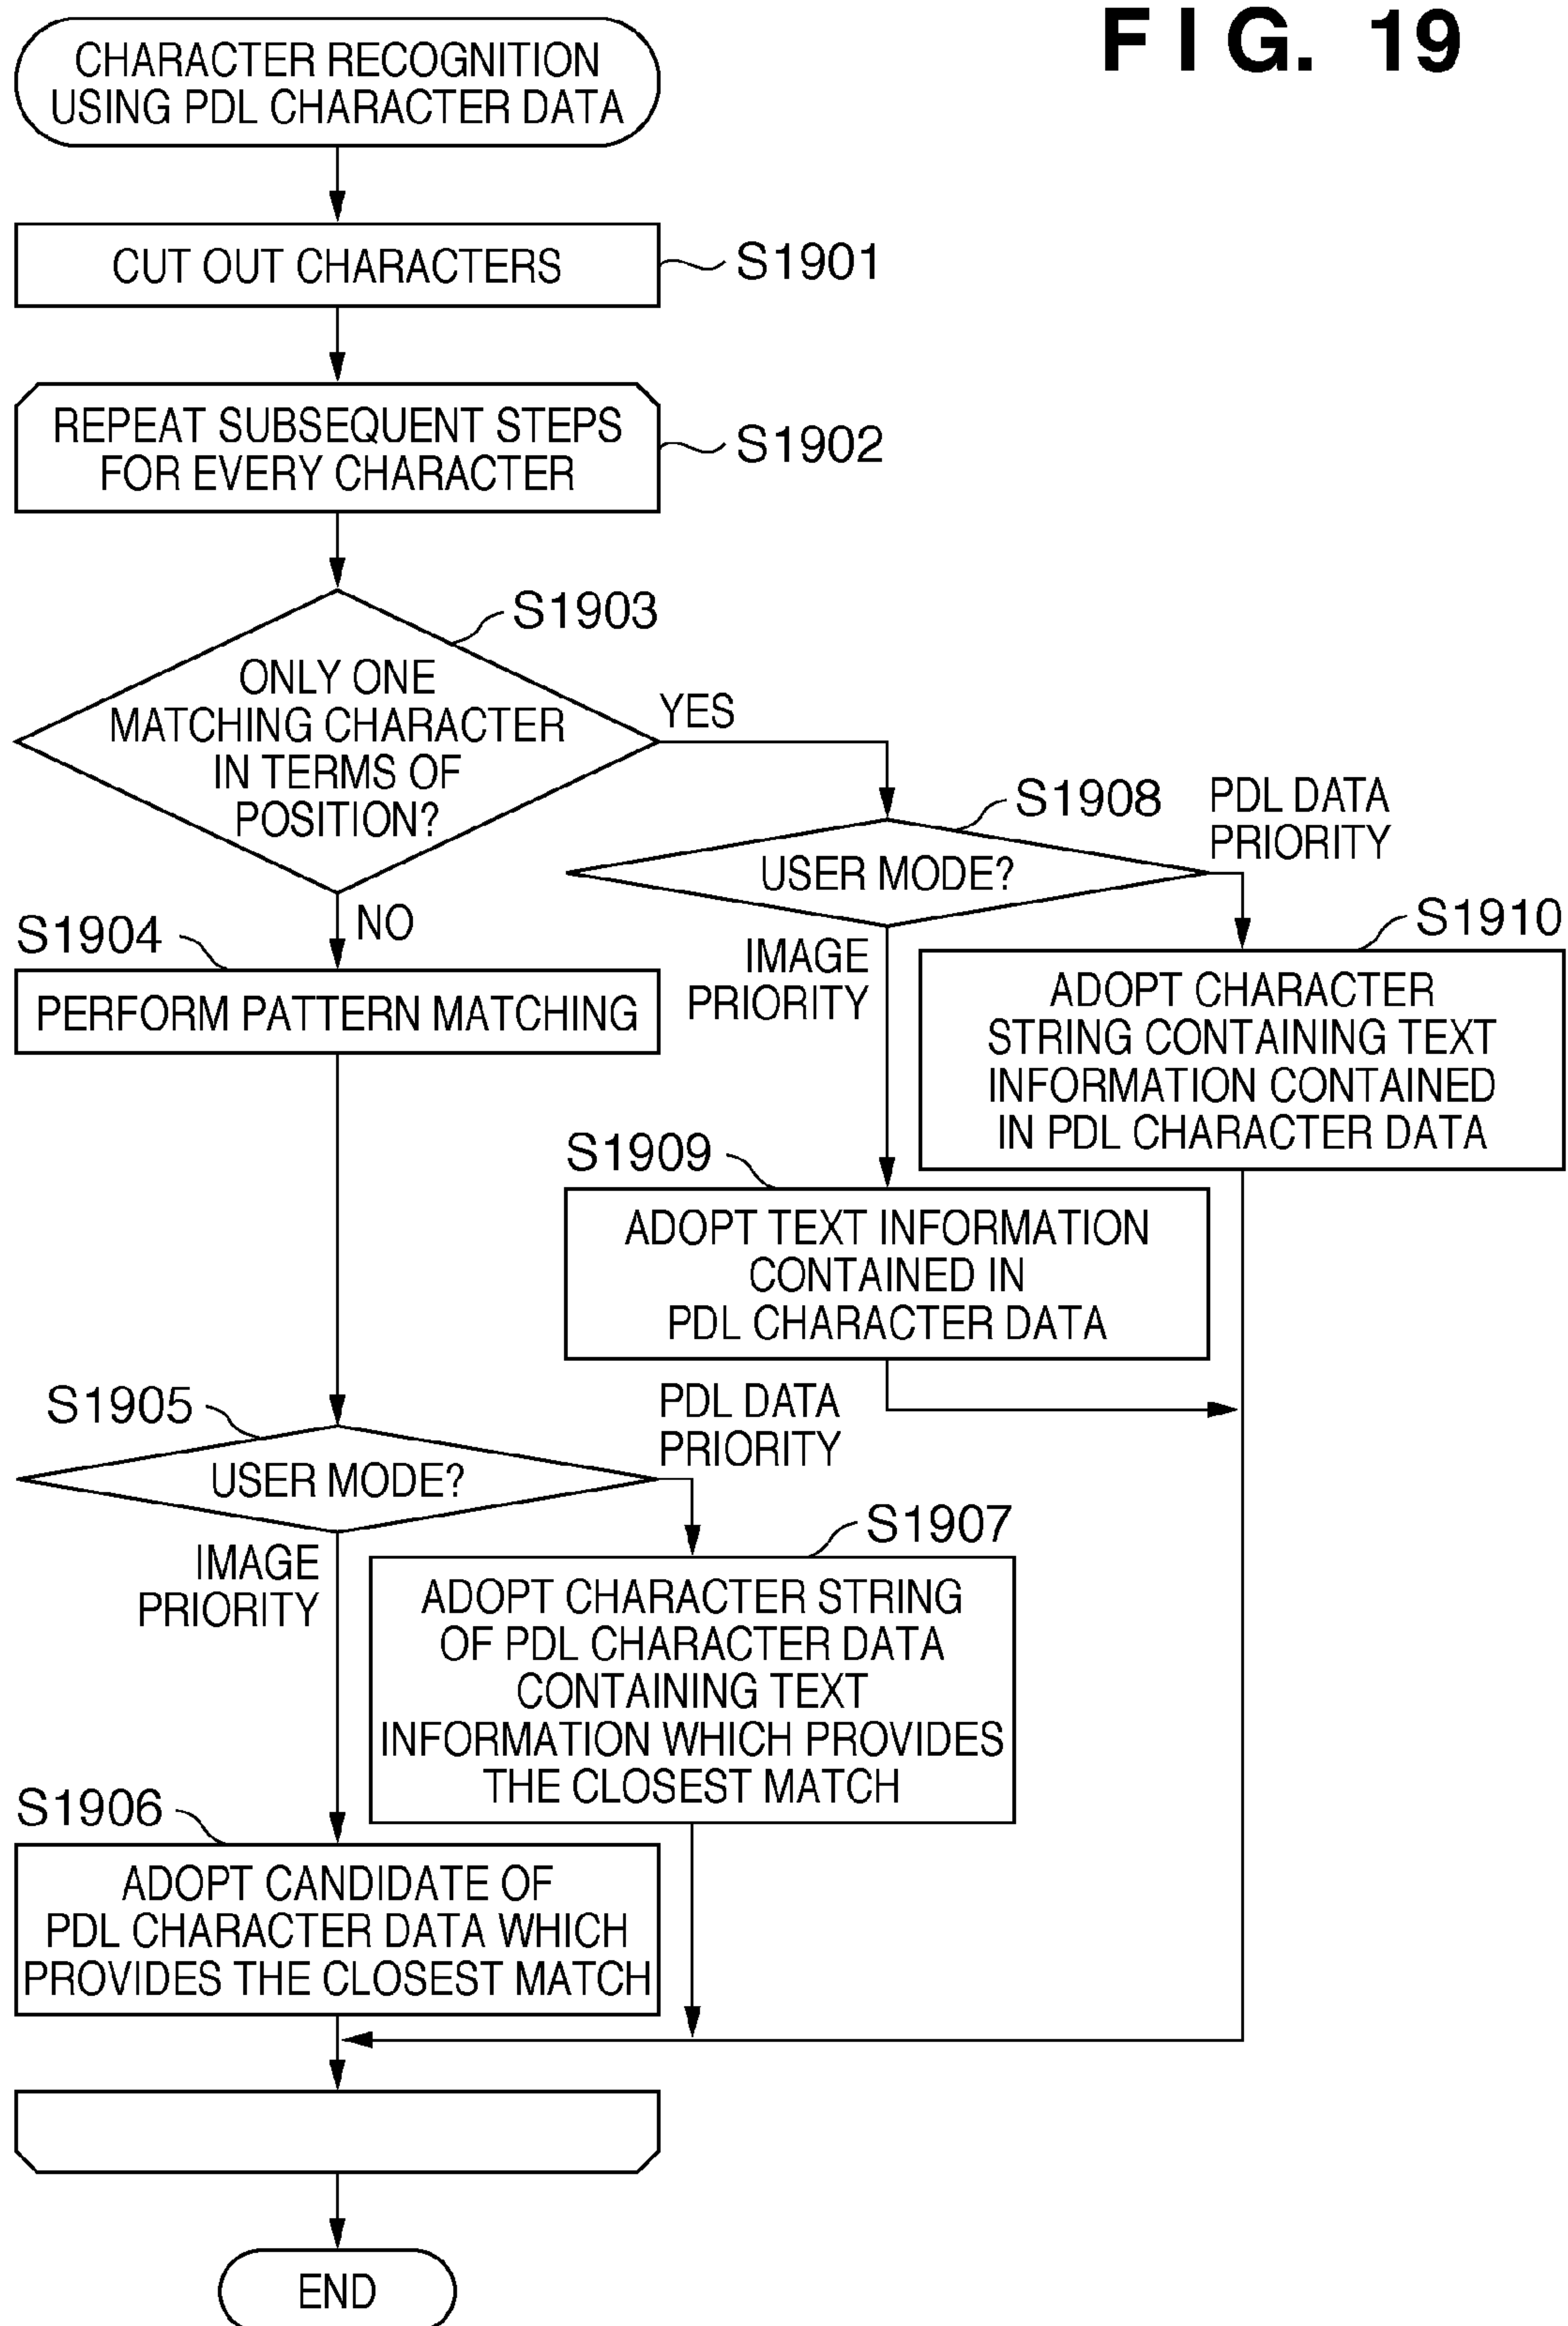 FIG. 19
CHARACTER RECOGNITION
USING PDL CHARACTER DATA
CUT OUT CHARACTERS
S1901
REPEAT SUBSEQUENT STEPS
FOR EVERY CHARACTER
S1902
S1903
ONLY ONE
MATCHING CHARACTER
IN TERMS OF
POSITION?
YES
NO
S1908
USER MODE?
PDL DATA
PRIORITY
IMAGE
PRIORITY
S1904
PERFORM PATTERN MATCHING
S1910
ADOPT CHARACTER
STRING CONTAINING TEXT
INFORMATION CONTAINED
IN PDL CHARACTER DATA
S1909
ADOPT TEXT INFORMATION
CONTAINED IN
PDL CHARACTER DATA
S1905
USER MODE?
PDL DATA
PRIORITY
IMAGE
PRIORITY
S1907
ADOPT CHARACTER STRING
OF PDL CHARACTER DATA
CONTAINING TEXT
INFORMATION WHICH PROVIDES
THE CLOSEST MATCH
S1906
ADOPT CANDIDATE OF
PDL CHARACTER DATA WHICH
PROVIDES THE CLOSEST MATCH
END